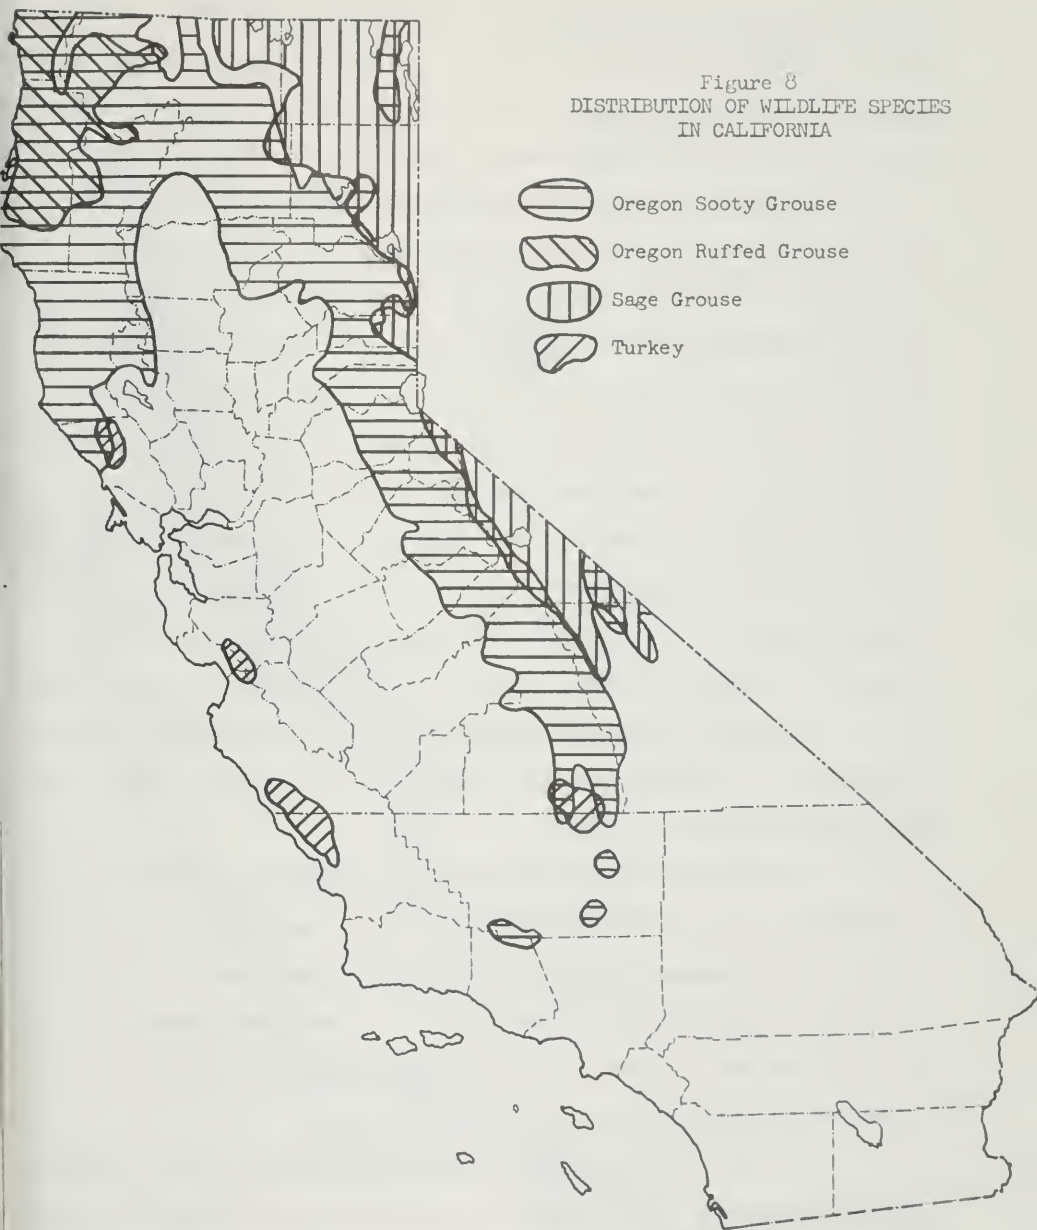 Figure 8
DISTRIBUTION OF WILDLIFE SPECIES
IN CALIFORNIA
Oregon Sooty Grouse
Oregon Ruffed Grouse
Sage Grouse
Turkey